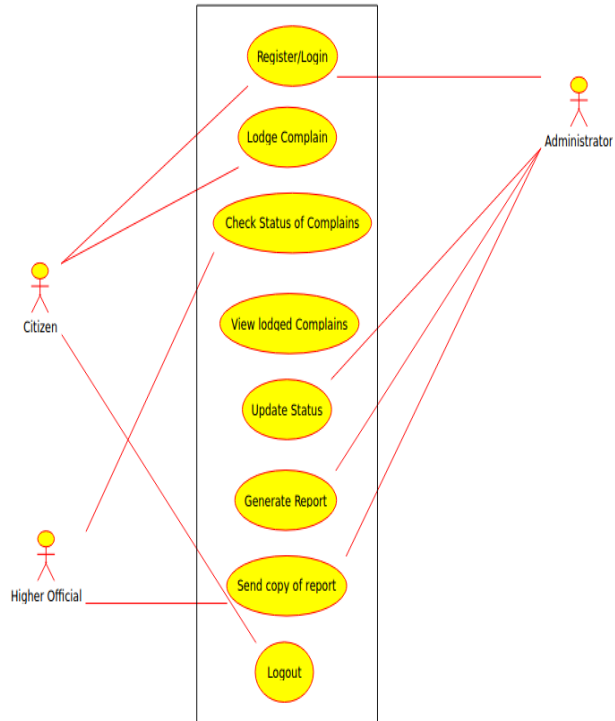 Register/Login
Lodge Complain
Administrator
Check Status of Complains
Citizen
View lodged Complains
Update Status
Generate Report
Send copy of report
Higher Official
Logout